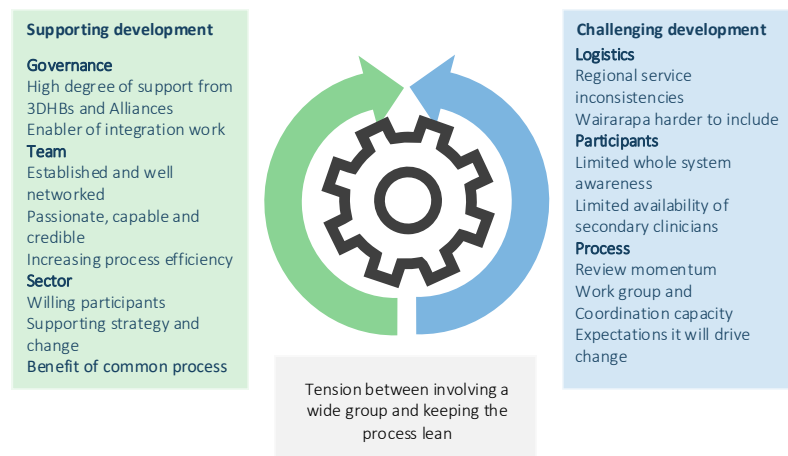 Supporting development
Governance
High degree of support from
3DHBs and Alliances
Enabler of integration work
Team
Established and well
networked
Passionate, capable and
credible
Increasing process efficiency
Sector
Willing participants
Supporting strategy and
change
Benefit of common process
Challenging development
Logistics
Regional service
inconsistencies
Wairarapa harder to include
Participants
Limited whole system
awareness
Limited availability of
secondary clinicians
Process
Review momentum
Work group and
Coordination capacity
Expectations it will drive
change
Tension between involving a
wide group and keeping the
process lean